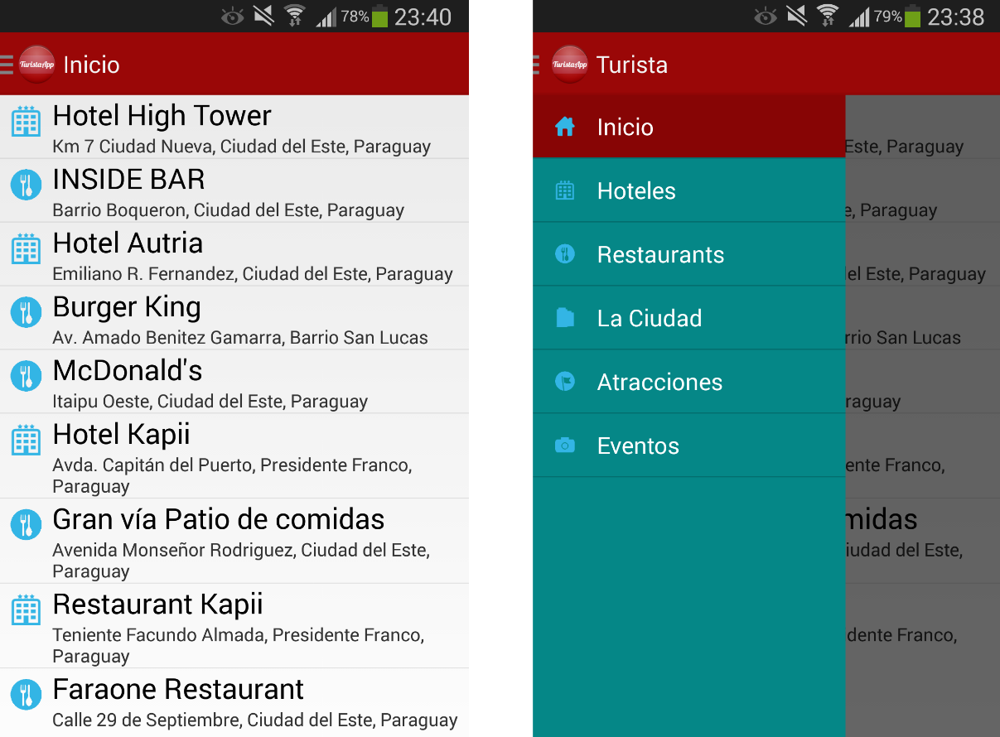 78% 23:40
TuristaApp Inicio
Hotel High Tower
Km 7 Ciudad Nueva, Ciudad del Este, Paraguay
INSIDE BAR
Barrio Boqueron, Ciudad del Este, Paraguay
Hotel Autria
Emiliano R. Fernandez, Ciudad del Este, Paraguay
Burger King
Av. Amado Benitez Gamarra, Barrio San Lucas
McDonald's
Itaipu Oeste, Ciudad del Este, Paraguay
Hotel Kapii
Avda. Capitán del Puerto, Presidente Franco,
Paraguay
Gran vía Patio de comidas
Avenida Monseñor Rodriguez, Ciudad del Este,
Paraguay
Restaurant Kapii
Teniente Facundo Almada, Presidente Franco,
Paraguay
Faraone Restaurant
Calle 29 de Septiembre, Ciudad del Este, Paraguay
79% 23:38
TuristaApp Turista
Inicio
Este, Paraguay
Hoteles
e, Paraguay
Restaurants
del Este, Paraguay
La Ciudad
rrio San Lucas
Atracciones
raguay
Eventos
ente Franco,
midas
iudad del Este,
dente Franco,